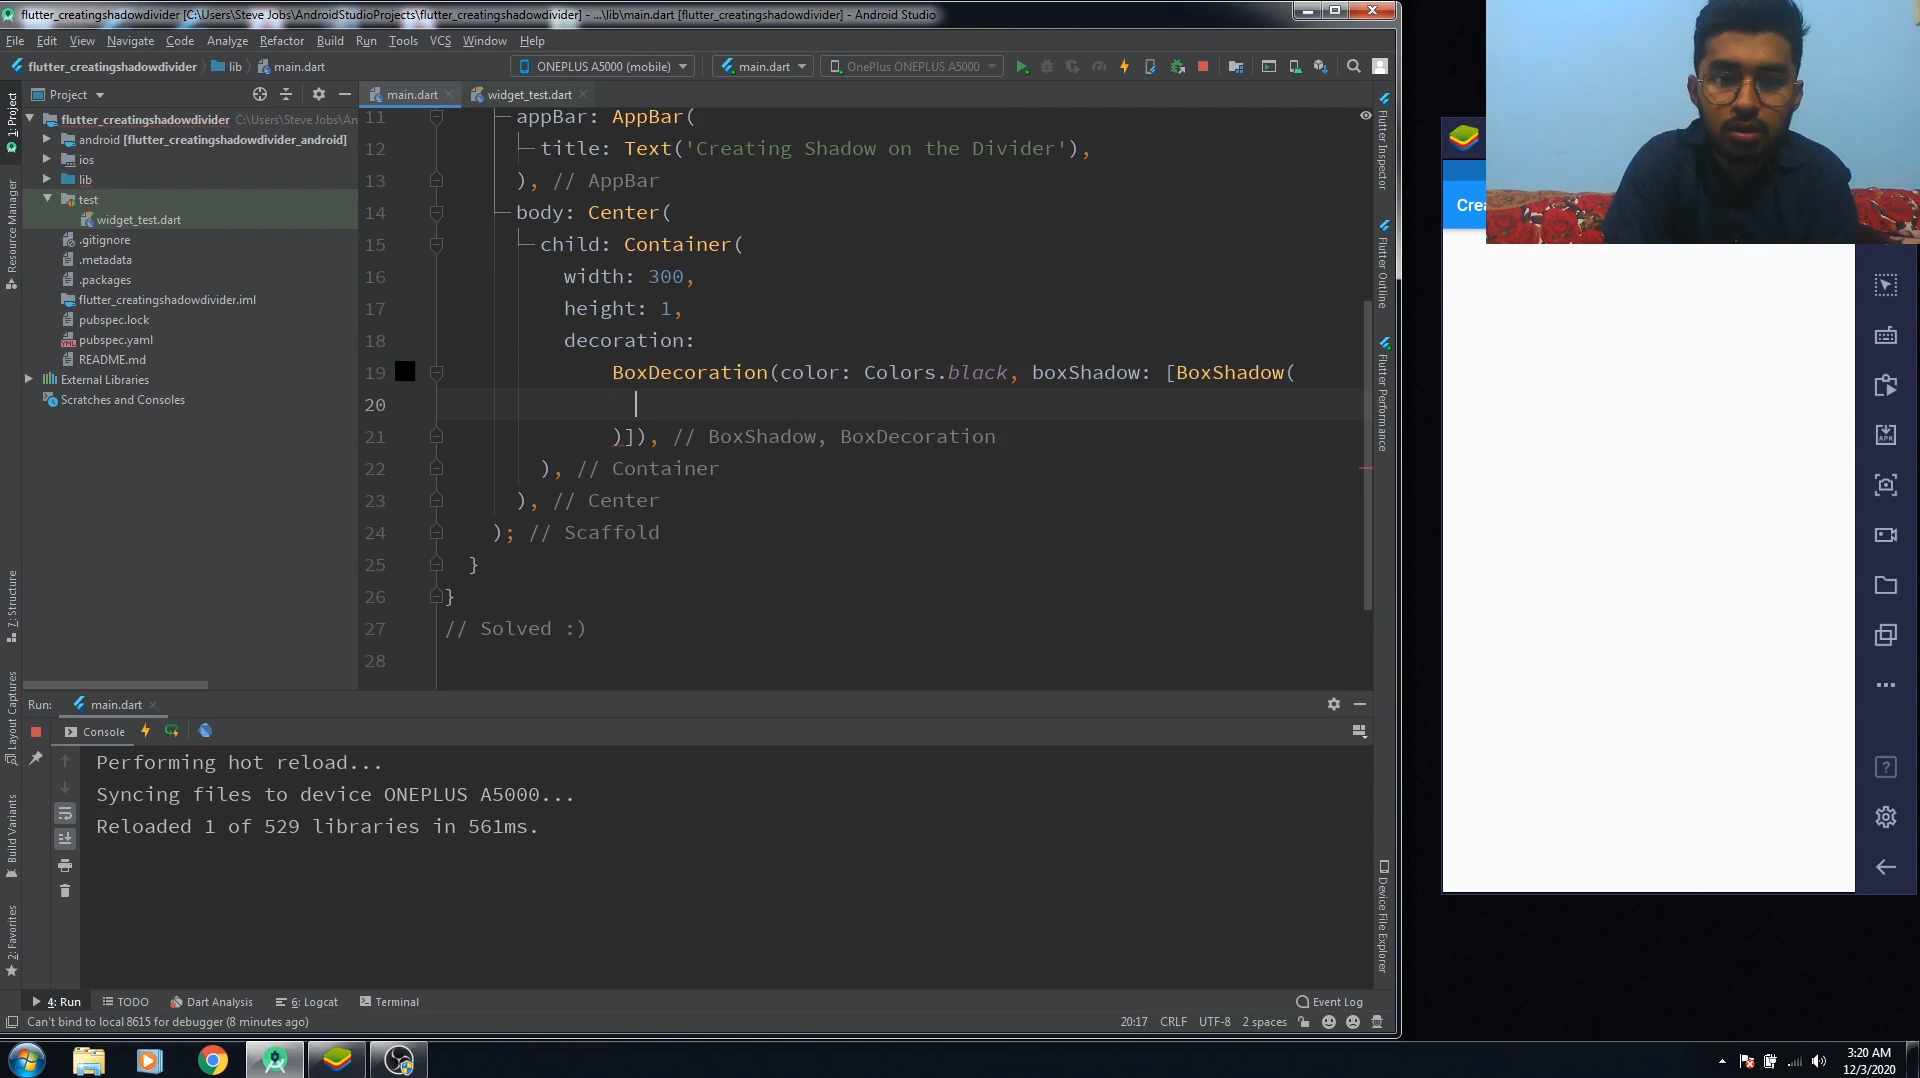 flutter_creatingshadowdivider [C:\Users\Steve Jobs\AndroidStudioProjects\flutter_creatingshadowdivider] - ...\lib\main.dart [flutter_creatingshadowdivider] - Android Studio
File Edit View Navigate Code Analyze Refactor Build Run Tools VCS Window Help
flutter_creatingshadowdivider lib main.dart ONEPLUS A5000 (mobile) main.dart OnePlus ONEPLUS A5000
Project main.dart widget_test.dart
flutter_creatingshadowdivider C:\Users\Steve Jobs\An
android [flutter_creatingshadowdivider_android]
ios
lib
test
widget_test.dart
.gitignore
.metadata
.packages
flutter_creatingshadowdivider.iml
pubspec.lock
pubspec.yaml
README.md
External Libraries
Scratches and Consoles
1: Project
Resource Manager
7: Structure
Layout Captures
Build Variants
2: Favorites
11 appBar: AppBar(
12 title: Text('Creating Shadow on the Divider'),
13 ), // AppBar
14 body: Center(
15 child: Container(
16 width: 300,
17 height: 1,
18 decoration:
19 BoxDecoration(color: Colors.black, boxShadow: [BoxShadow(
20
21 )]), // BoxShadow, BoxDecoration
22 ), // Container
23 ), // Center
24 ); // Scaffold
25 }
26 }
27 // Solved :)
28
Flutter Inspector
Flutter Outline
Flutter Performance
Device File Explorer
Crea
APK
Run: main.dart
Console
Performing hot reload...
Syncing files to device ONEPLUS A5000...
Reloaded 1 of 529 libraries in 561ms.
4: Run TODO Dart Analysis 6: Logcat Terminal Event Log
Can't bind to local 8615 for debugger (8 minutes ago) 20:17 CRLF UTF-8 2 spaces
3:20 AM
12/3/2020